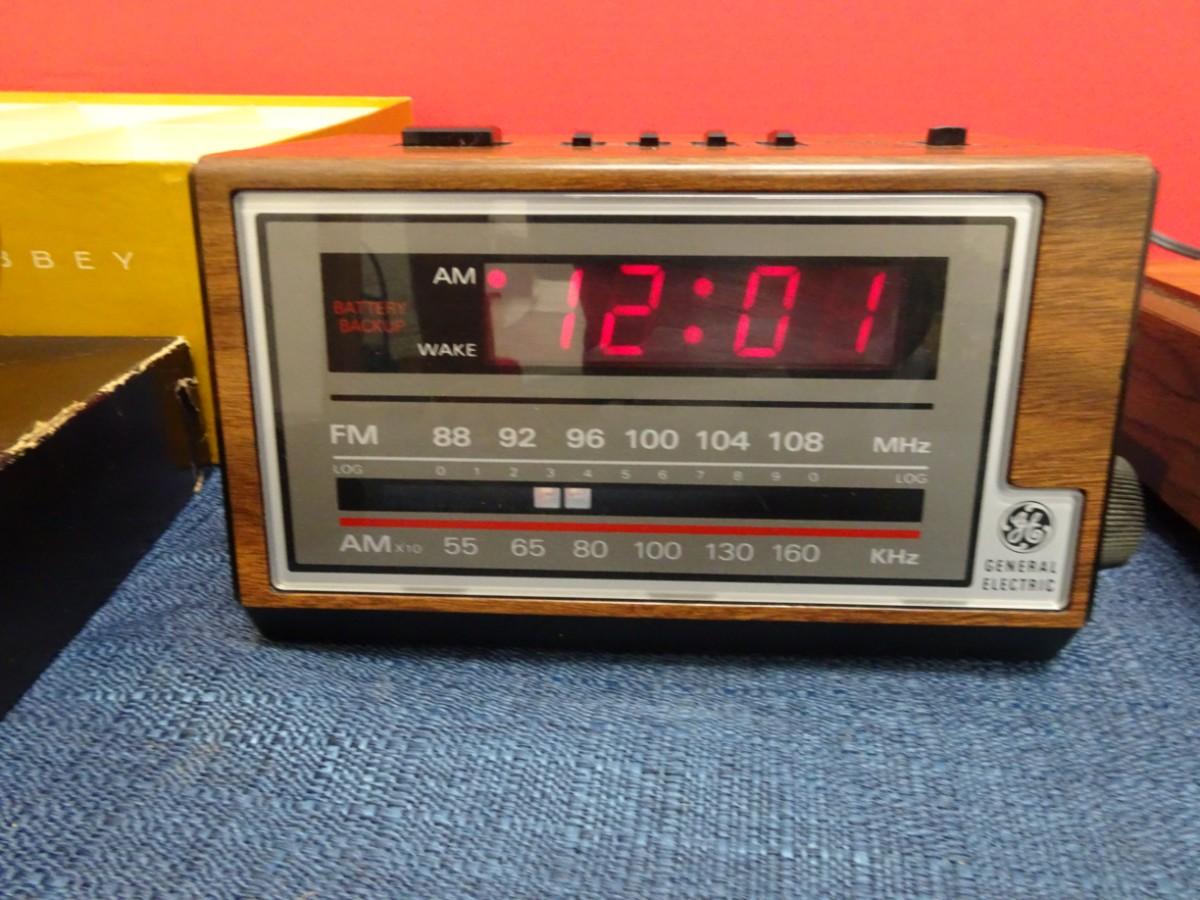 BBEY
AM
12:01
BATTERY
BACKUP
WAKE
FM 88 92 96 100 104 108 MHz
LOG 0 1 2 3 4 5 6 7 8 9 0 LOG
AM X10 55 65 80 100 130 160 KHz
GE
GENERAL
ELECTRIC